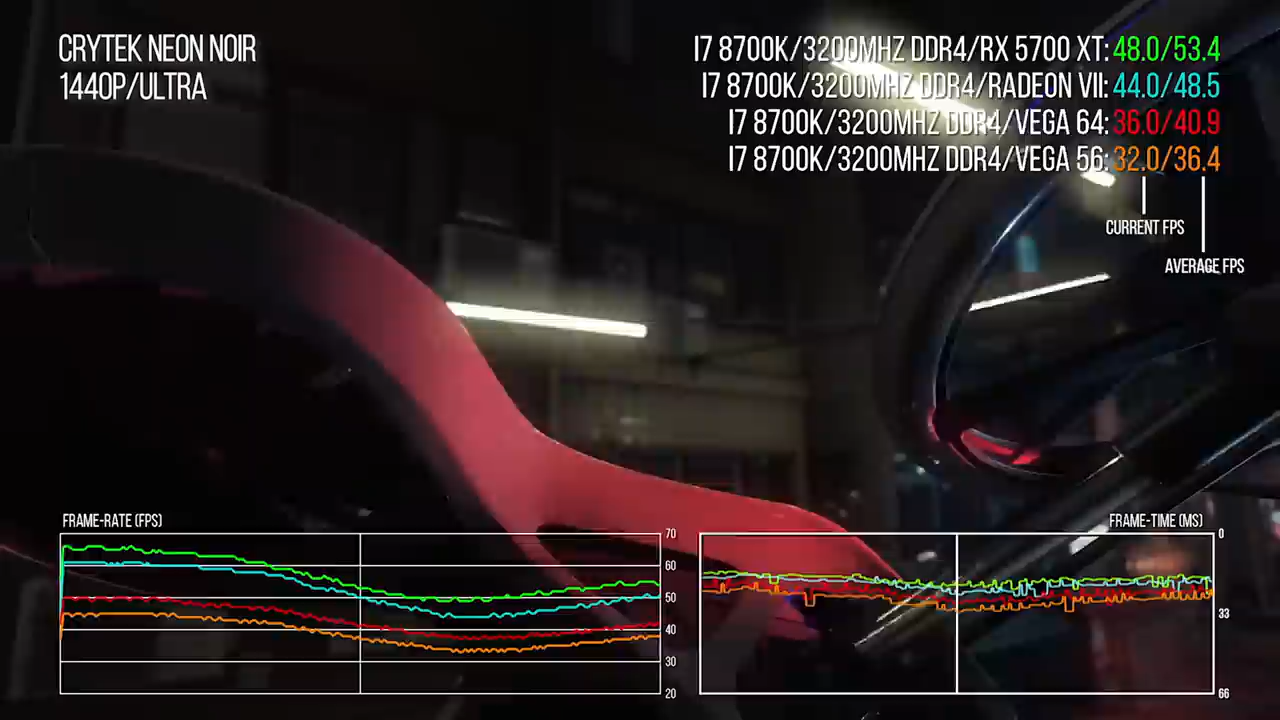 CRYTEK NEON NOIR
1440P/ULTRA
I7 8700K/3200MHZ DDR4/RX 5700 XT: 48.0/53.4
I7 8700K/3200MHZ DDR4/RADEON VII: 44.0/48.5
I7 8700K/3200MHZ DDR4/VEGA 64: 36.0/40.9
I7 8700K/3200MHZ DDR4/VEGA 56: 32.0/36.4
CURRENT FPS
AVERAGE FPS
FRAME-RATE (FPS)
70
60
50
40
30
20
FRAME-TIME (MS)
0
33
66